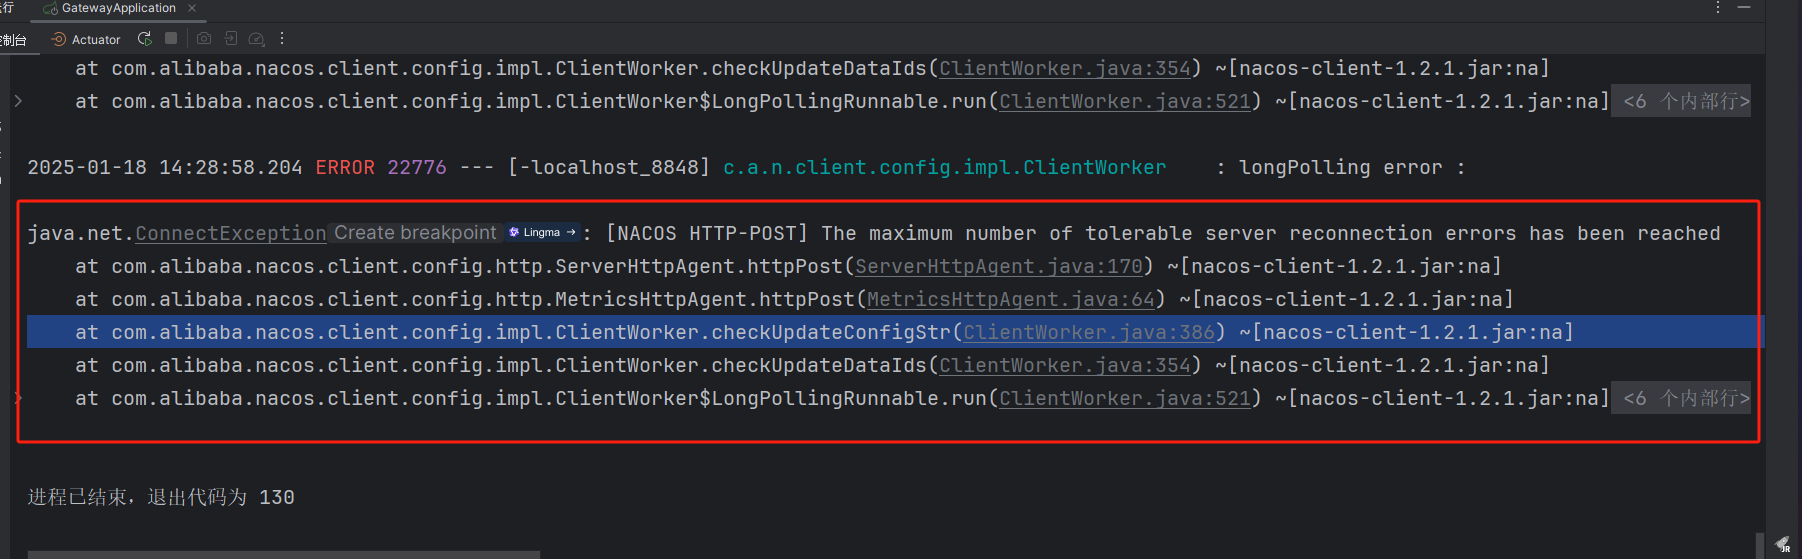 运行
GatewayApplication ×
控制台 Actuator
at com.alibaba.nacos.client.config.impl.ClientWorker.checkUpdateDataIds(ClientWorker.java:354) ~[nacos-client-1.2.1.jar:na]
at com.alibaba.nacos.client.config.impl.ClientWorker$LongPollingRunnable.run(ClientWorker.java:521) ~[nacos-client-1.2.1.jar:na] <6 个内部行>
2025-01-18 14:28:58.204 ERROR 22776 --- [-localhost_8848] c.a.n.client.config.impl.ClientWorker : longPolling error :
java.net.ConnectException Create breakpoint Lingma → : [NACOS HTTP-POST] The maximum number of tolerable server reconnection errors has been reached
at com.alibaba.nacos.client.config.http.ServerHttpAgent.httpPost(ServerHttpAgent.java:170) ~[nacos-client-1.2.1.jar:na]
at com.alibaba.nacos.client.config.http.MetricsHttpAgent.httpPost(MetricsHttpAgent.java:64) ~[nacos-client-1.2.1.jar:na]
at com.alibaba.nacos.client.config.impl.ClientWorker.checkUpdateConfigStr(ClientWorker.java:386) ~[nacos-client-1.2.1.jar:na]
at com.alibaba.nacos.client.config.impl.ClientWorker.checkUpdateDataIds(ClientWorker.java:354) ~[nacos-client-1.2.1.jar:na]
at com.alibaba.nacos.client.config.impl.ClientWorker$LongPollingRunnable.run(ClientWorker.java:521) ~[nacos-client-1.2.1.jar:na] <6 个内部行>
进程已结束，退出代码为 130
JR